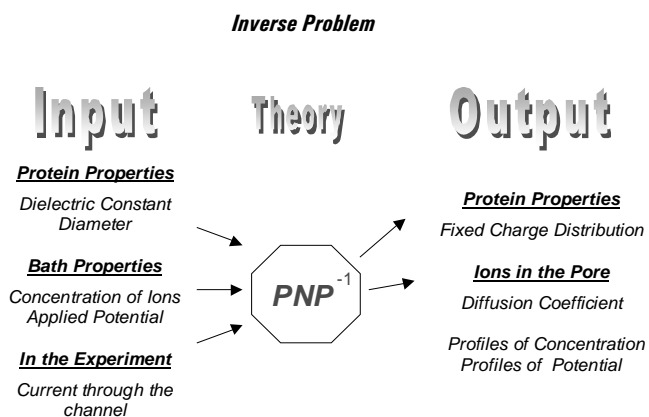 Inverse Problem
Input
Theory
Output
Protein Properties
Dielectric Constant
Diameter
Bath Properties
Concentration of Ions
Applied Potential
In the Experiment
Current through the
channel
PNP-1
Protein Properties
Fixed Charge Distribution
Ions in the Pore
Diffusion Coefficient
Profiles of Concentration
Profiles of Potential